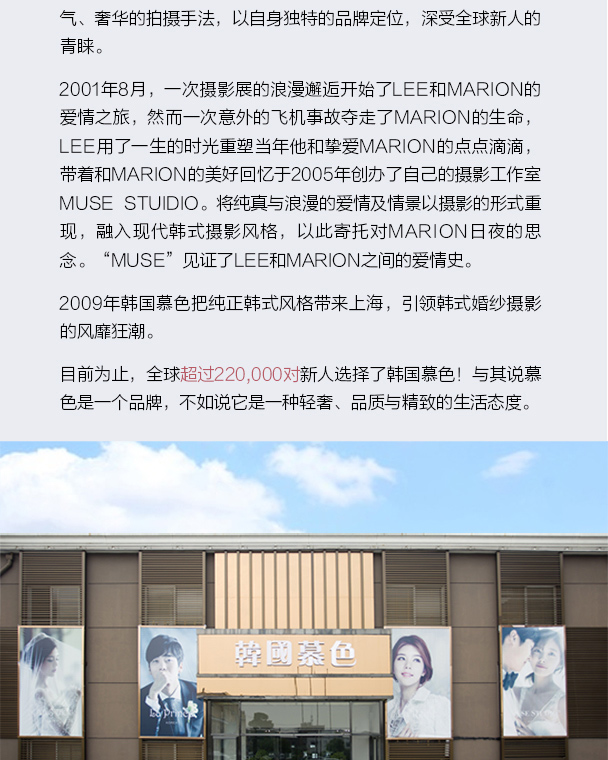 气、奢华的拍摄手法，以自身独特的品牌定位，深受全球新人的
青睐。
2001年8月，一次摄影展的浪漫邂逅开始了LEE和MARION的
爱情之旅，然而一次意外的飞机事故夺走了MARION的生命，
LEE用了一生的时光重塑当年他和挚爱MARION的点点滴滴，
带着和MARION的美好回忆于2005年创办了自己的摄影工作室
MUSE STUIDIO。将纯真与浪漫的爱情及情景以摄影的形式重
现，融入现代韩式摄影风格，以此寄托对MARION日夜的思
念。“MUSE”见证了LEE和MARION之间的爱情史。
2009年韩国慕色把纯正韩式风格带来上海，引领韩式婚纱摄影
的风靡狂潮。
目前为止，全球超过220,000对新人选择了韩国慕色！与其说慕
色是一个品牌，不如说它是一种轻奢、品质与精致的生活态度。
韓國慕色